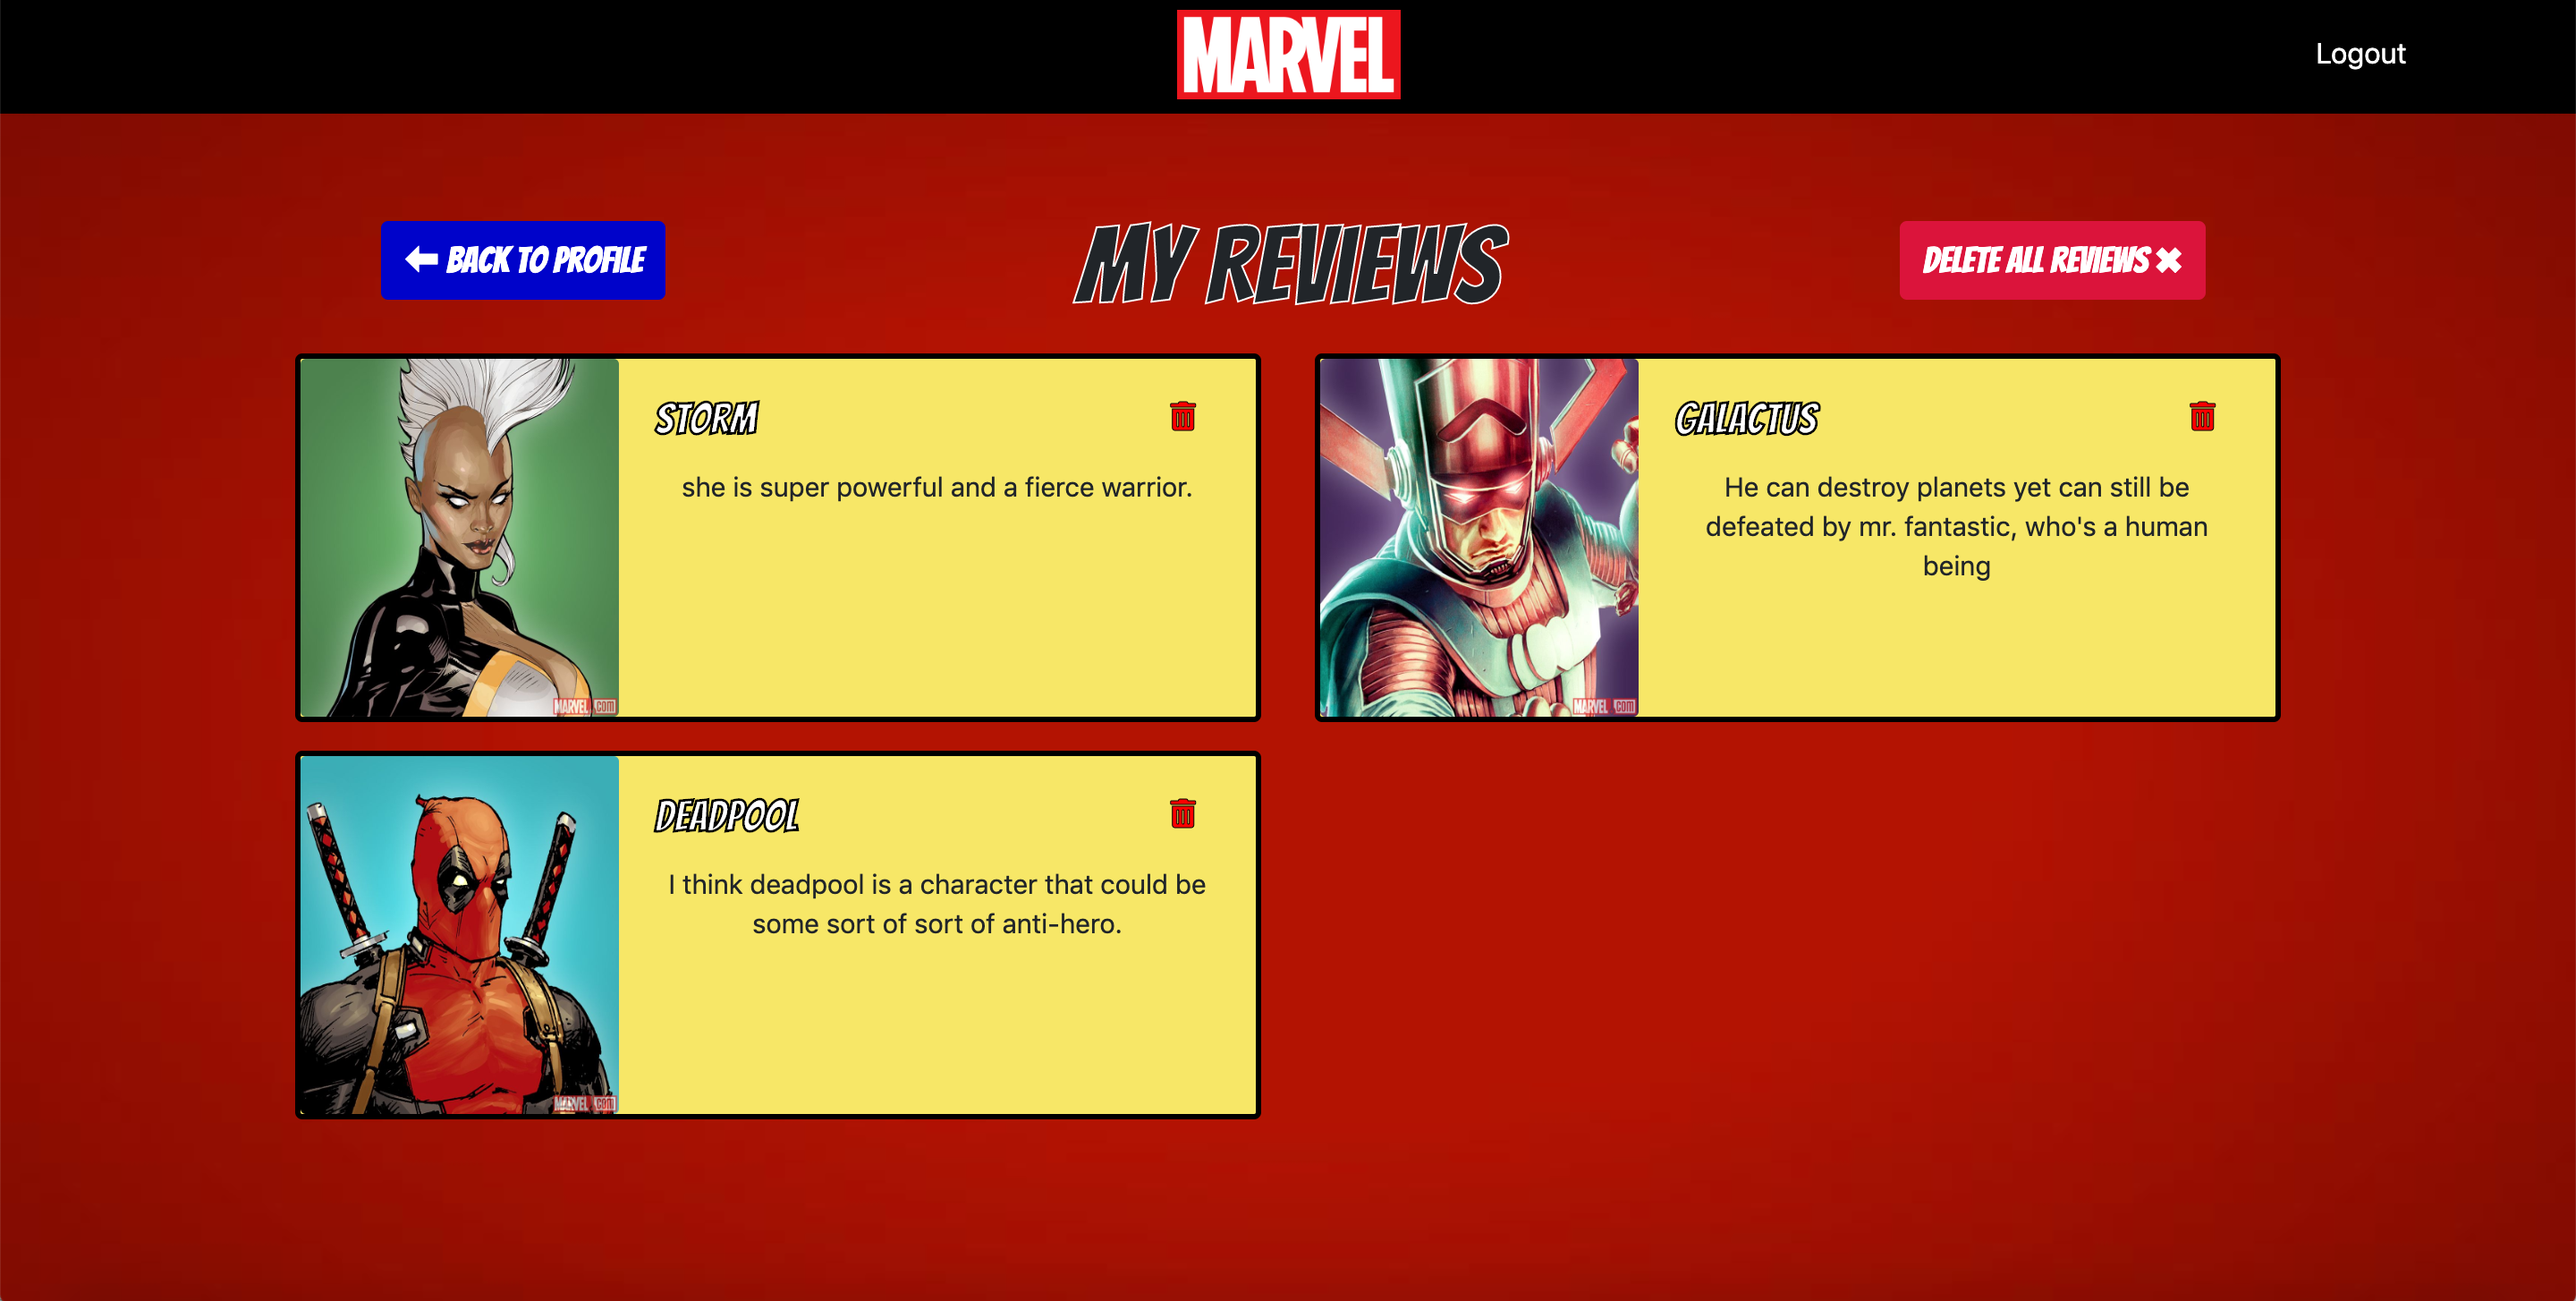 MARVEL
Logout
BACK TO PROFILE
MY REVIEWS
DELETE ALL REVIEWS
STORM
she is super powerful and a fierce warrior.
MARVEL.com
GALACTUS
He can destroy planets yet can still be
defeated by mr. fantastic, who's a human
being
MARVEL.com
DEADPOOL
I think deadpool is a character that could be
some sort of sort of anti-hero.
MARVEL.com